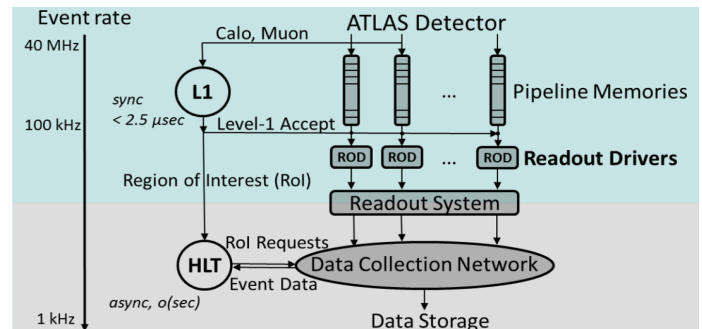 Event rate
ATLAS Detector
40 MHz
Calo, Muon
L1
sync
< 2.5 μsec
...
Pipeline Memories
100 kHz
Level-1 Accept
ROD
ROD
...
ROD
Readout Drivers
Region of Interest (RoI)
Readout System
HLT
RoI Requests
Event Data
Data Collection Network
async, o(sec)
1 kHz
Data Storage